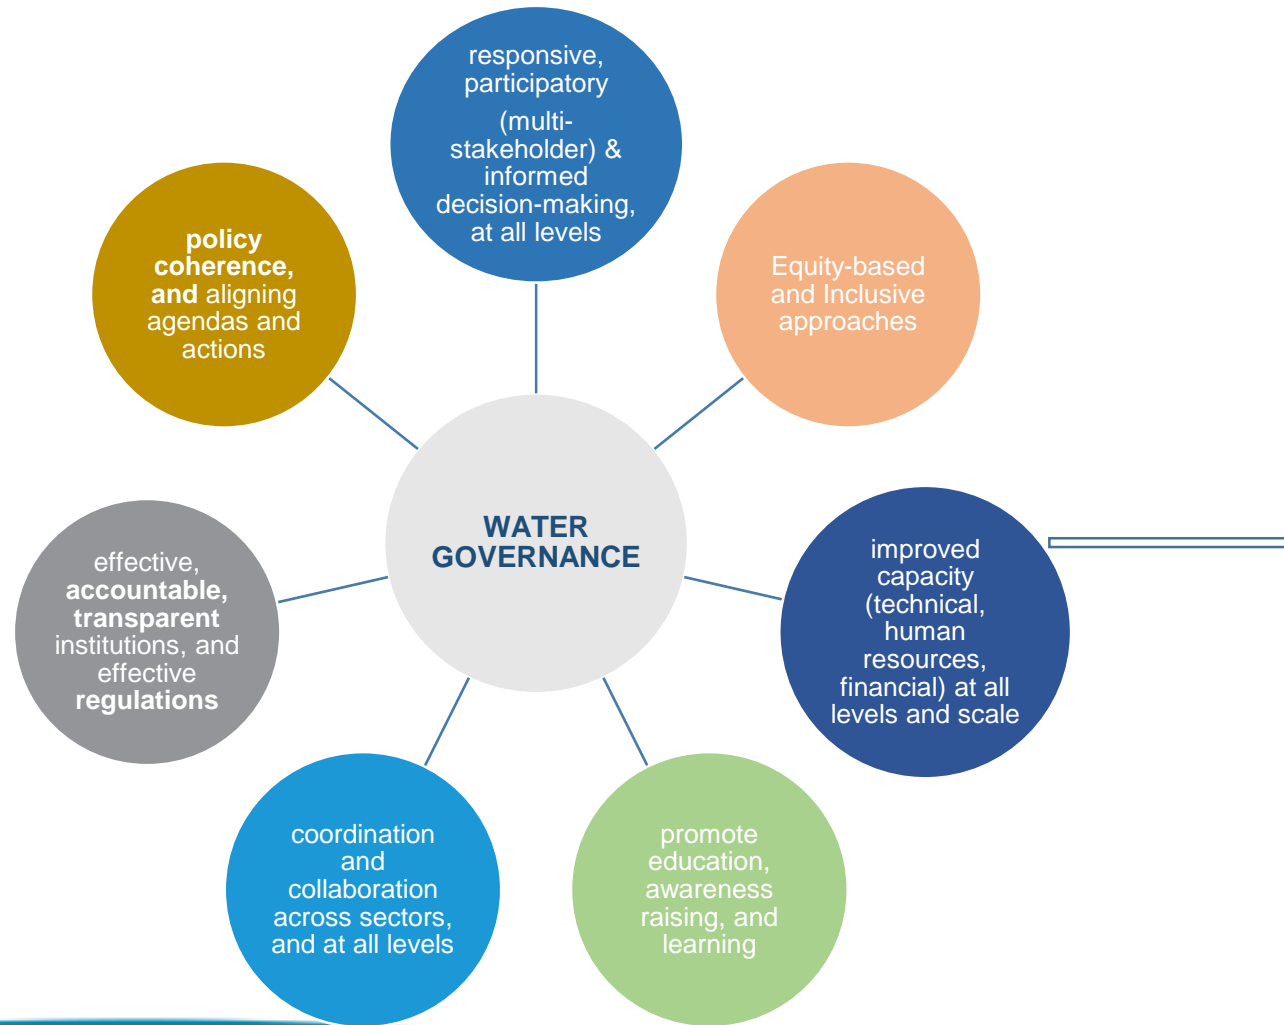 responsive,
participatory
(multi-
stakeholder) &
informed
decision-making,
at all levels
Equity-based
and Inclusive
approaches
improved
capacity
(technical,
human
resources,
financial) at all
levels and scale
promote
education,
awareness
raising, and
learning
coordination
and
collaboration
across sectors,
and at all levels
effective,
accountable,
transparent
institutions, and
effective
regulations
policy
coherence,
and aligning
agendas and
actions
WATER
GOVERNANCE